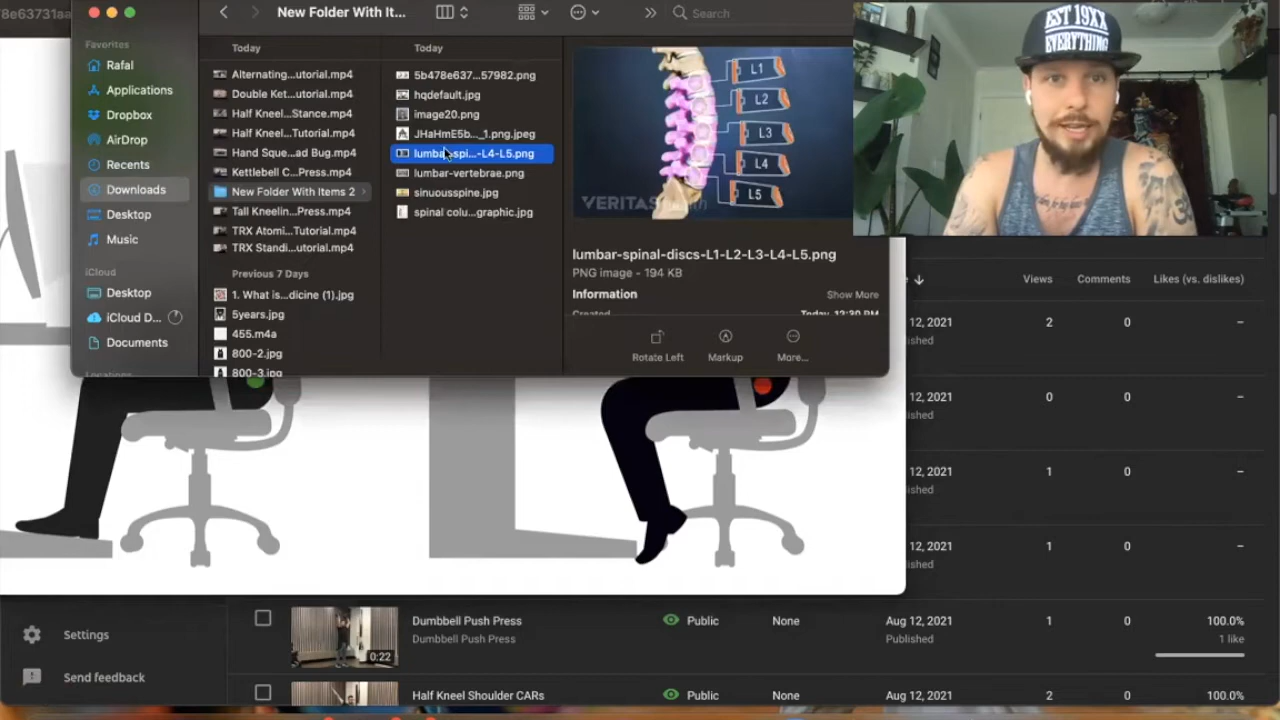 e63731aa
New Folder With It...
Search
EST 19XX
EVERYTHING
Favorites
Rafal
Applications
Dropbox
AirDrop
Recents
Downloads
Desktop
Music
iCloud
Desktop
iCloud D...
Documents
Locations
Today
Alternating...utorial.mp4
Double Ket...utorial.mp4
Half Kneel...Stance.mp4
Half Kneel...Tutorial.mp4
Hand Sque...ad Bug.mp4
Kettlebell C...Press.mp4
New Folder With Items 2
Tall Kneelin...Press.mp4
TRX Atomi...Tutorial.mp4
TRX Standi...utorial.mp4
Previous 7 Days
1. What is...dicine (1).jpg
5years.jpg
455.m4a
800-2.jpg
800-3.jpg
Today
5b478e637...57982.png
hqdefault.jpg
image20.png
JHaHmE5b..._1.png.jpeg
lumbar-spi...-L4-L5.png
lumbar-vertebrae.png
sinuousspine.jpg
spinal colu...graphic.jpg
L1
L2
L3
L4
L5
VERITAS health
lumbar-spinal-discs-L1-L2-L3-L4-L5.png
PNG image - 194 KB
Information
Show More
Created
Today, 12:30 PM
Rotate Left
Markup
More...
Views
Comments
Likes (vs. dislikes)
12, 2021
2
0
–
12, 2021
0
0
–
12, 2021
1
0
–
12, 2021
1
0
–
Settings
Send feedback
0:22
Dumbbell Push Press
Dumbbell Push Press
Public
None
Aug 12, 2021
Published
1
0
100.0%
1 like
Half Kneel Shoulder CARs
Public
None
Aug 12, 2021
2
0
100.0%